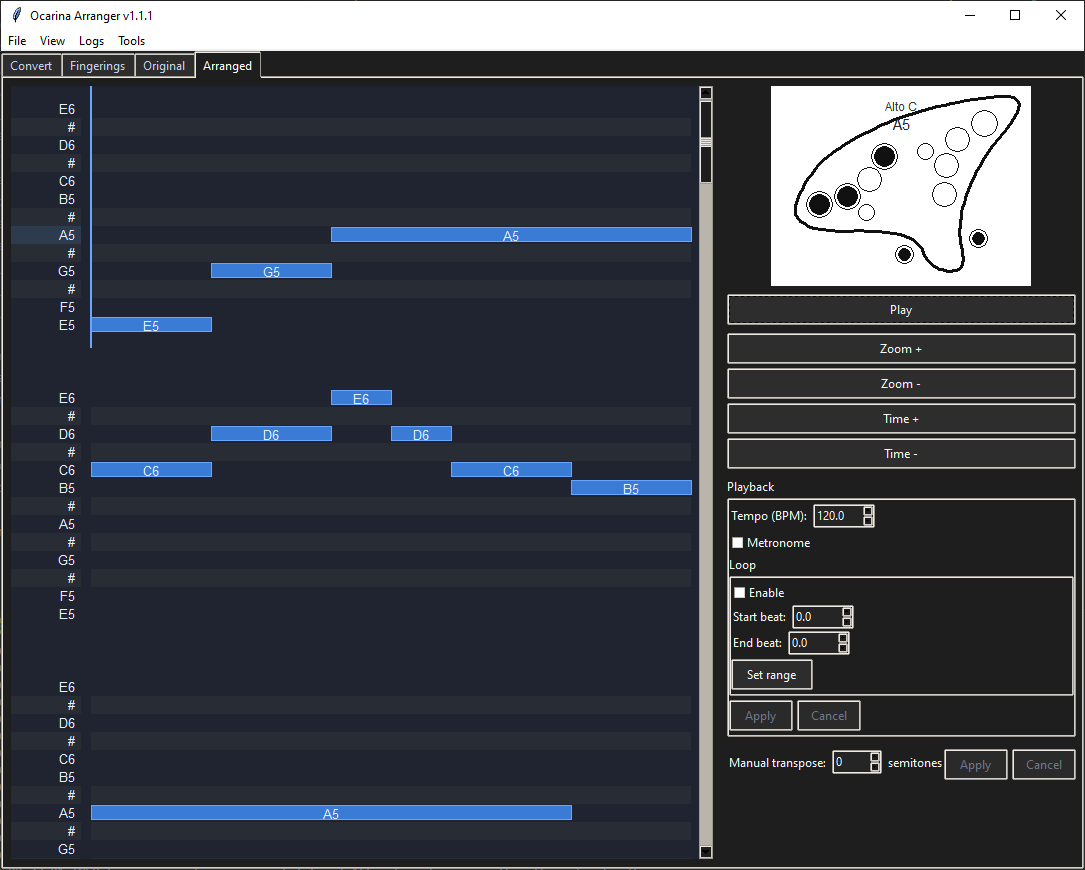 Ocarina Arranger v1.1.1
File View Logs Tools
Convert Fingerings Original Arranged
E6
#
D6
#
C6
B5
#
A5 A5
#
G5 G5
#
F5
E5 E5
E6 E6
#
D6 D6 D6
#
C6 C6 C6
B5 B5
#
A5
#
G5
#
F5
E5
E6
#
D6
#
C6
B5
#
A5 A5
#
G5
Alto C
A5
Play
Zoom +
Zoom -
Time +
Time -
Playback
Tempo (BPM): 120.0
Metronome
Loop
Enable
Start beat: 0.0
End beat: 0.0
Set range
Apply Cancel
Manual transpose: 0 semitones Apply Cancel